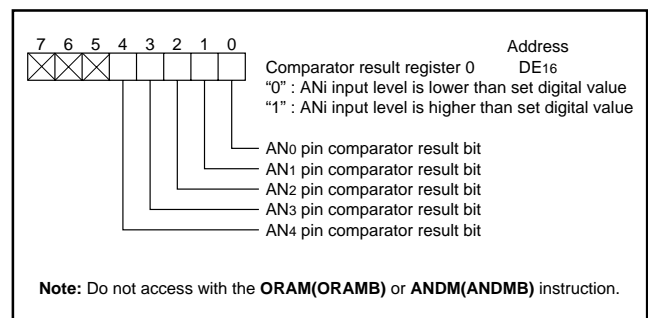 7 6 5 4 3 2 1 0
Address
Comparator result register 0 DE16
“0” : ANi input level is lower than set digital value
“1” : ANi input level is higher than set digital value
AN0 pin comparator result bit
AN1 pin comparator result bit
AN2 pin comparator result bit
AN3 pin comparator result bit
AN4 pin comparator result bit
Note: Do not access with the ORAM(ORAMB) or ANDM(ANDMB) instruction.